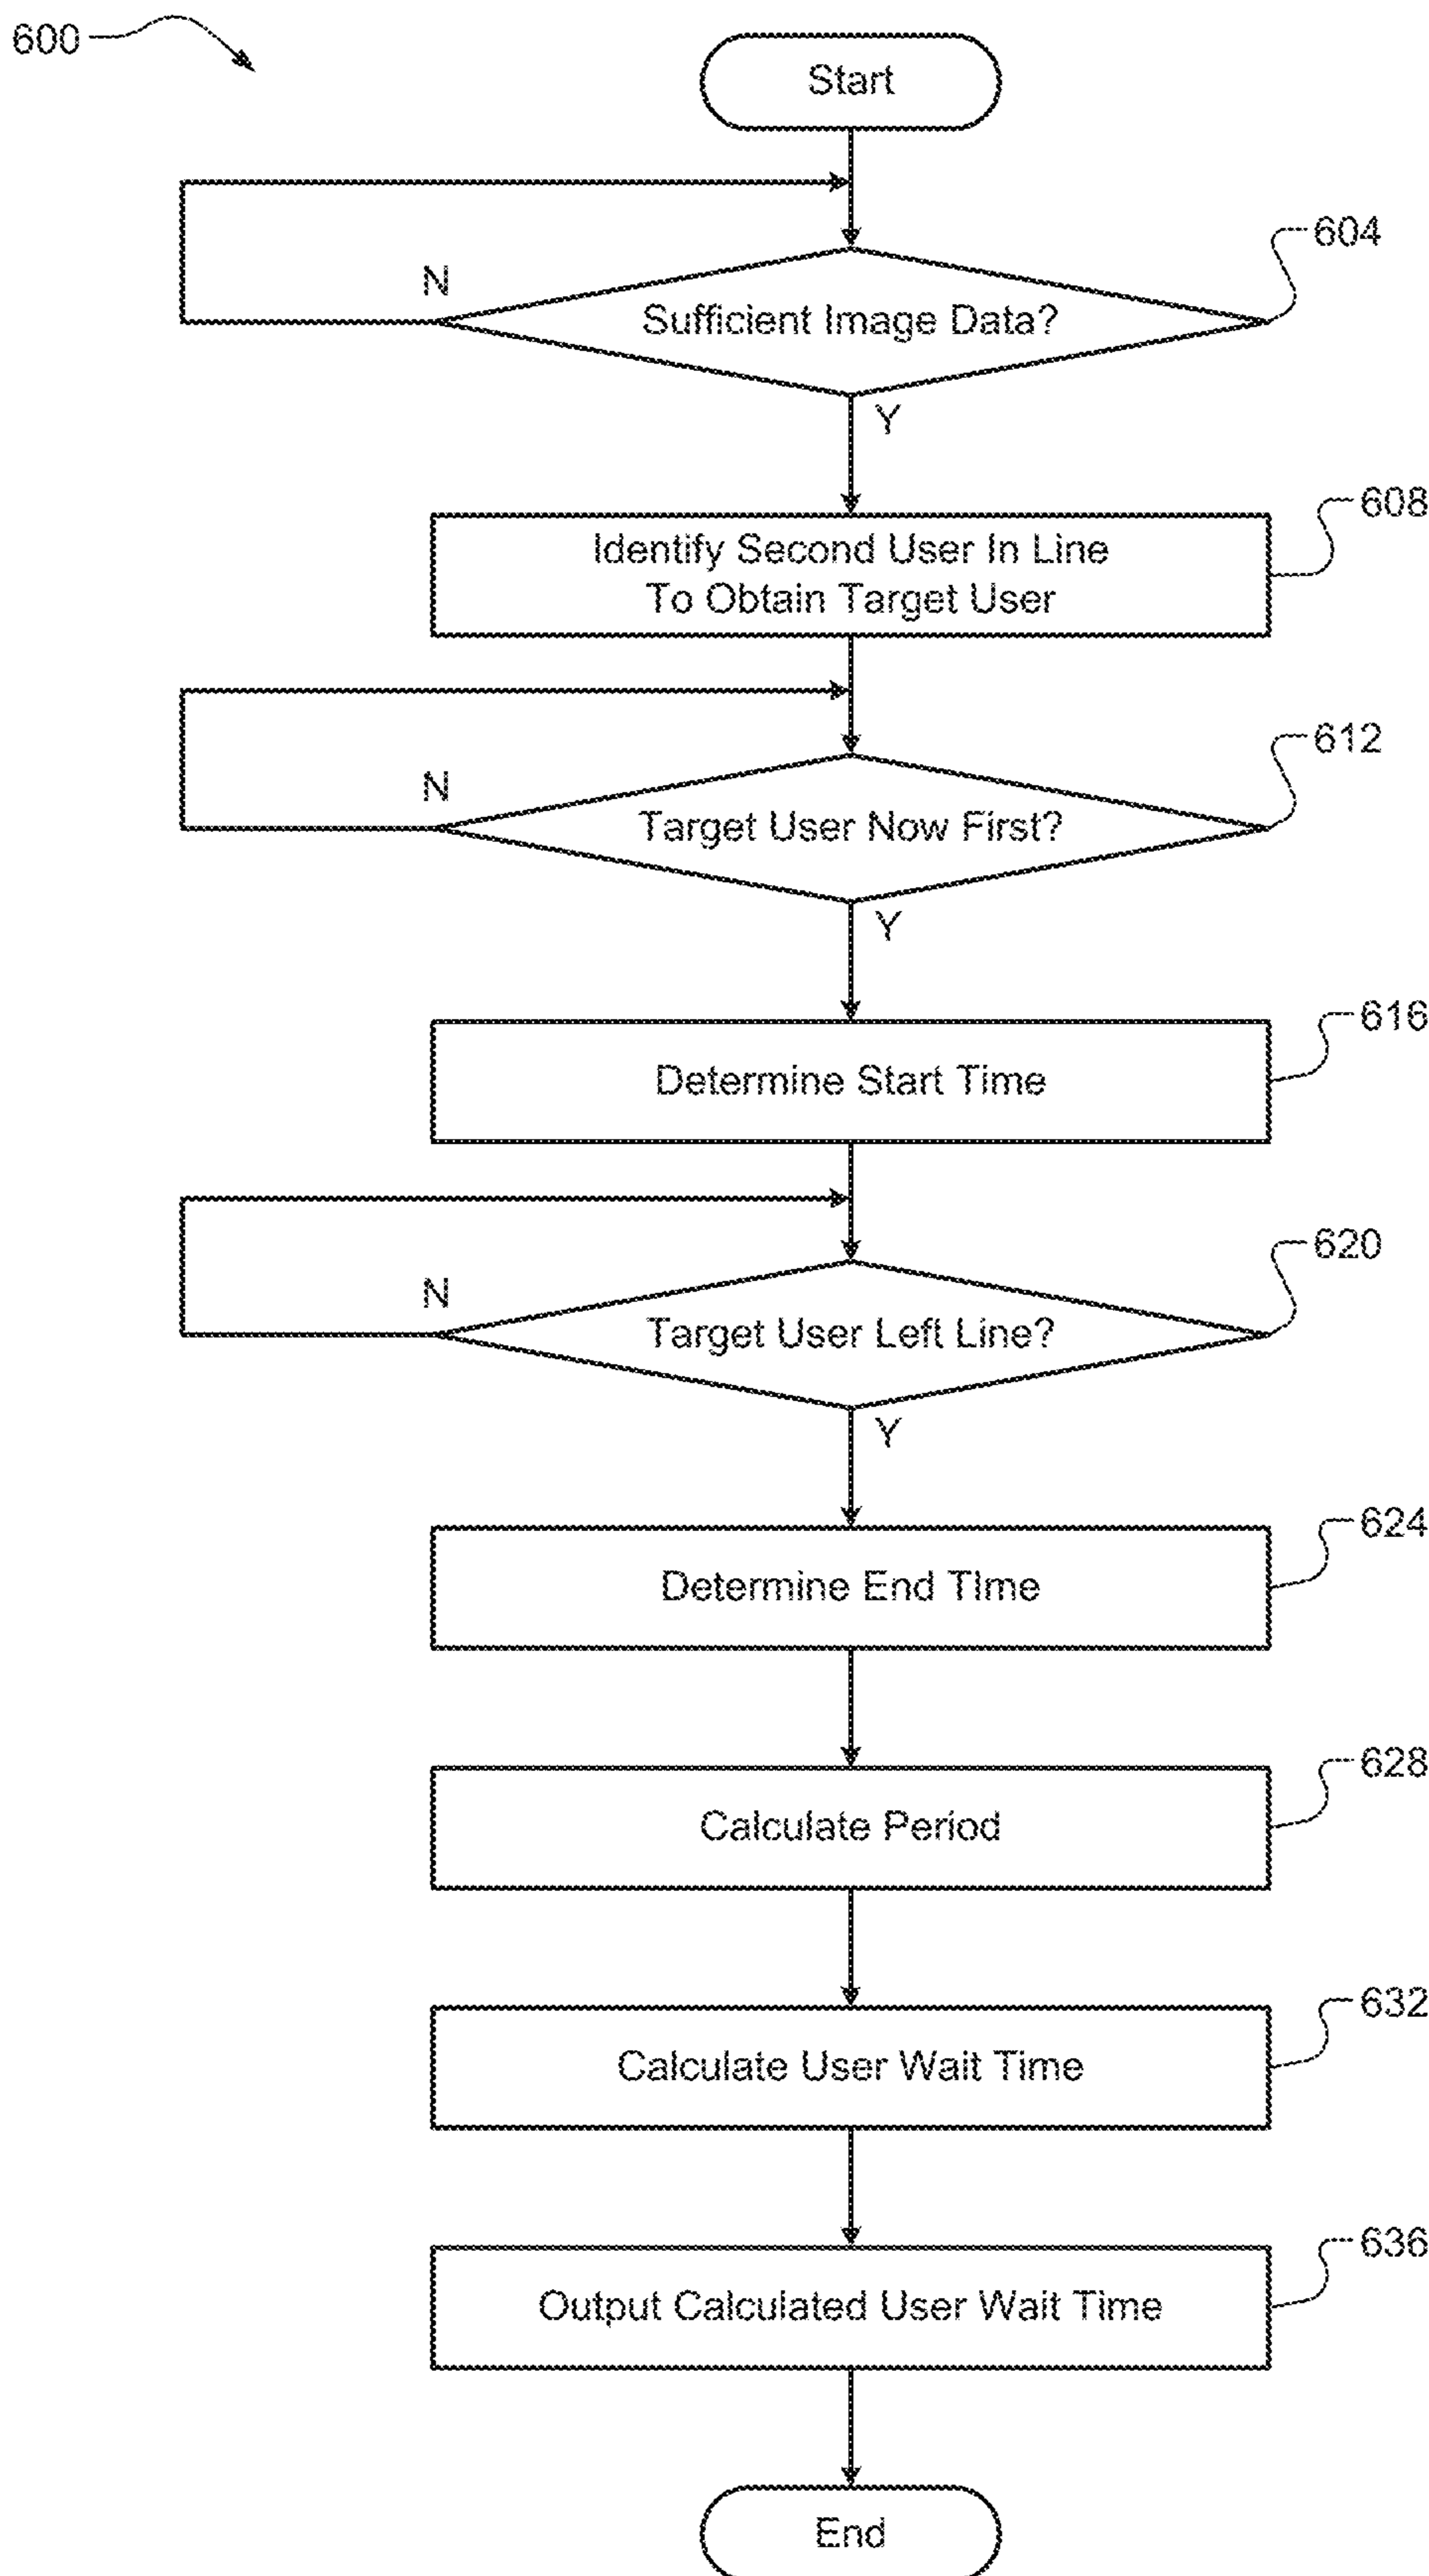 600
Start
604
N
Sufficient Image Data?
Y
608
Identify Second User In Line
To Obtain Target User
612
N
Target User Now First?
Y
616
Determine Start Time
620
N
Target User Left Line?
Y
624
Determine End TIme
628
Calculate Period
632
Calculate User Wait Time
636
Output Calculated User Wait Time
End